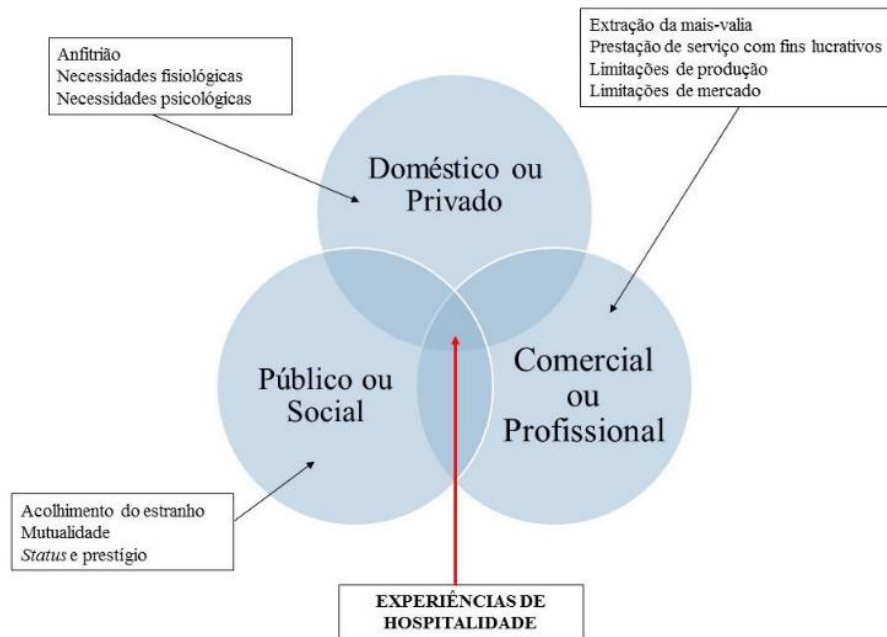 Anfitrião
Necessidades fisiológicas
Necessidades psicológicas
Extração da mais-valia
Prestação de serviço com fins lucrativos
Limitações de produção
Limitações de mercado
Doméstico ou
Privado
Público ou
Social
Comercial
ou
Profissional
Acolhimento do estranho
Mutualidade
Status e prestígio
EXPERIÊNCIAS DE
HOSPITALIDADE